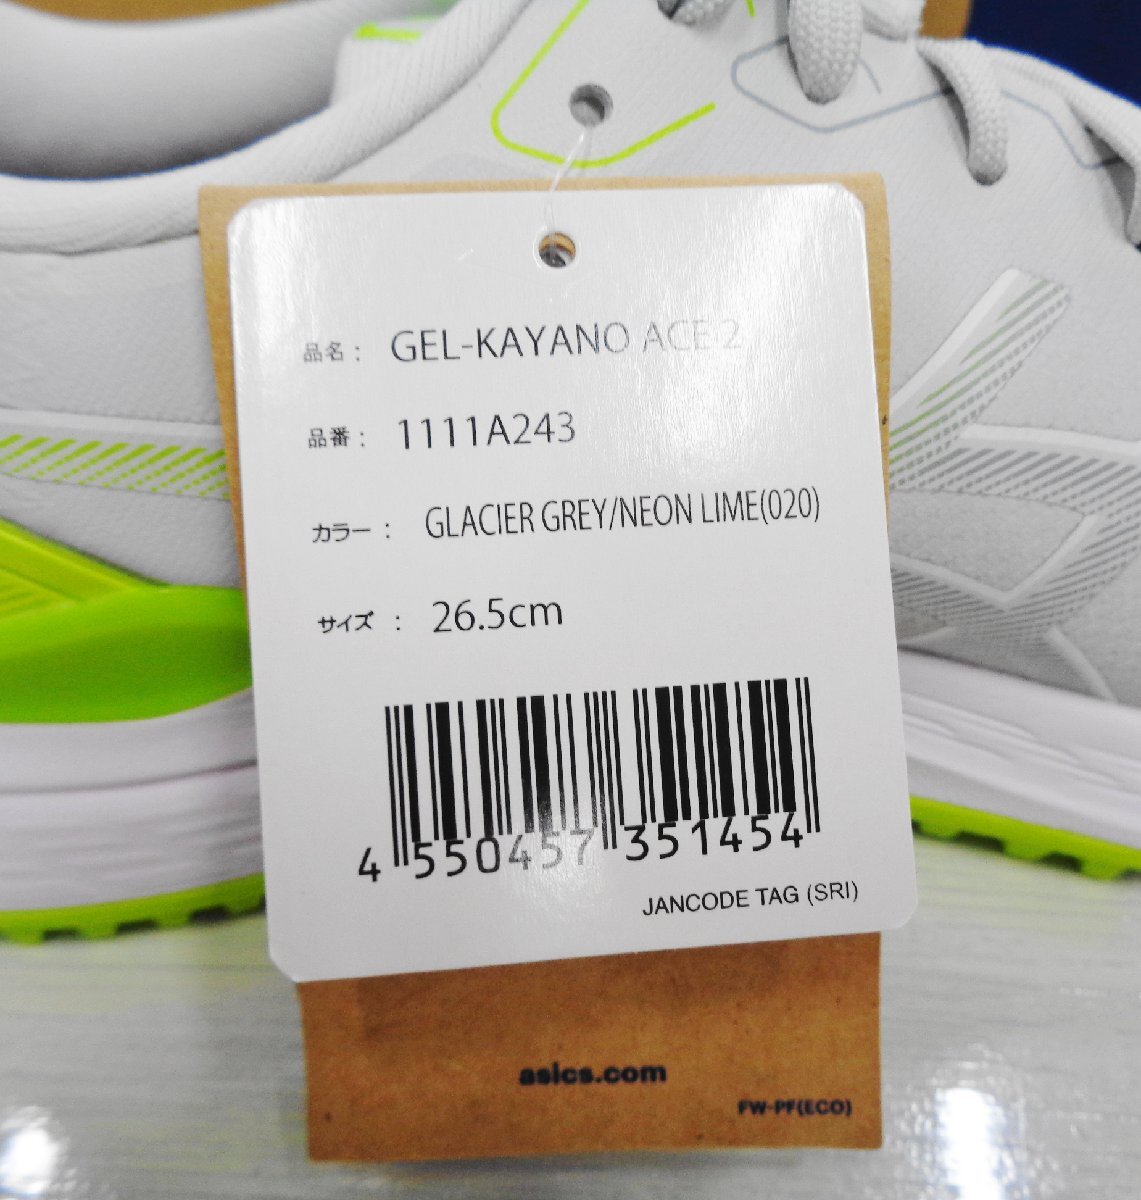 品名： GEL-KAYANO ACE 2
品番： 1111A243
カラー： GLACIER GREY/NEON LIME(020)
サイズ： 26.5cm
4 550457 351454
JANCODE TAG (SRI)
asics.com
FW-PF(ECO)